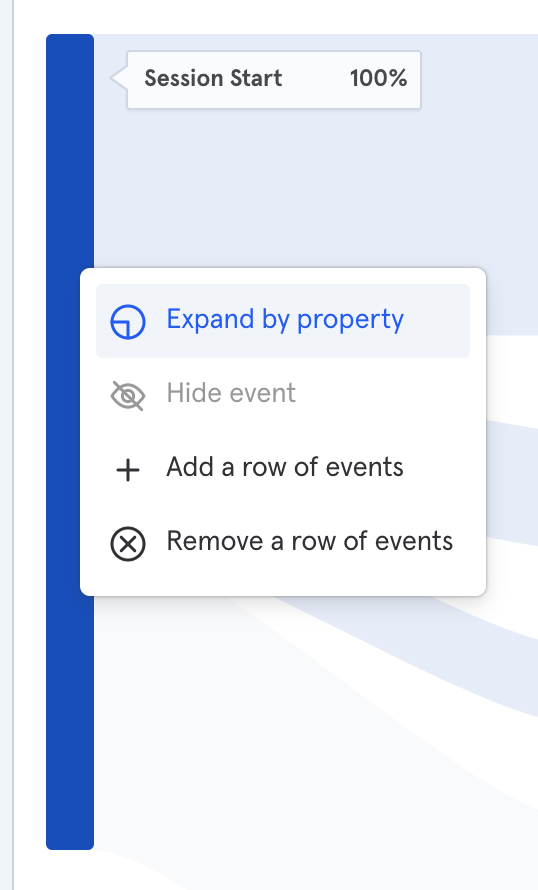 Session Start 100%
Expand by property
Hide event
Add a row of events
Remove a row of events